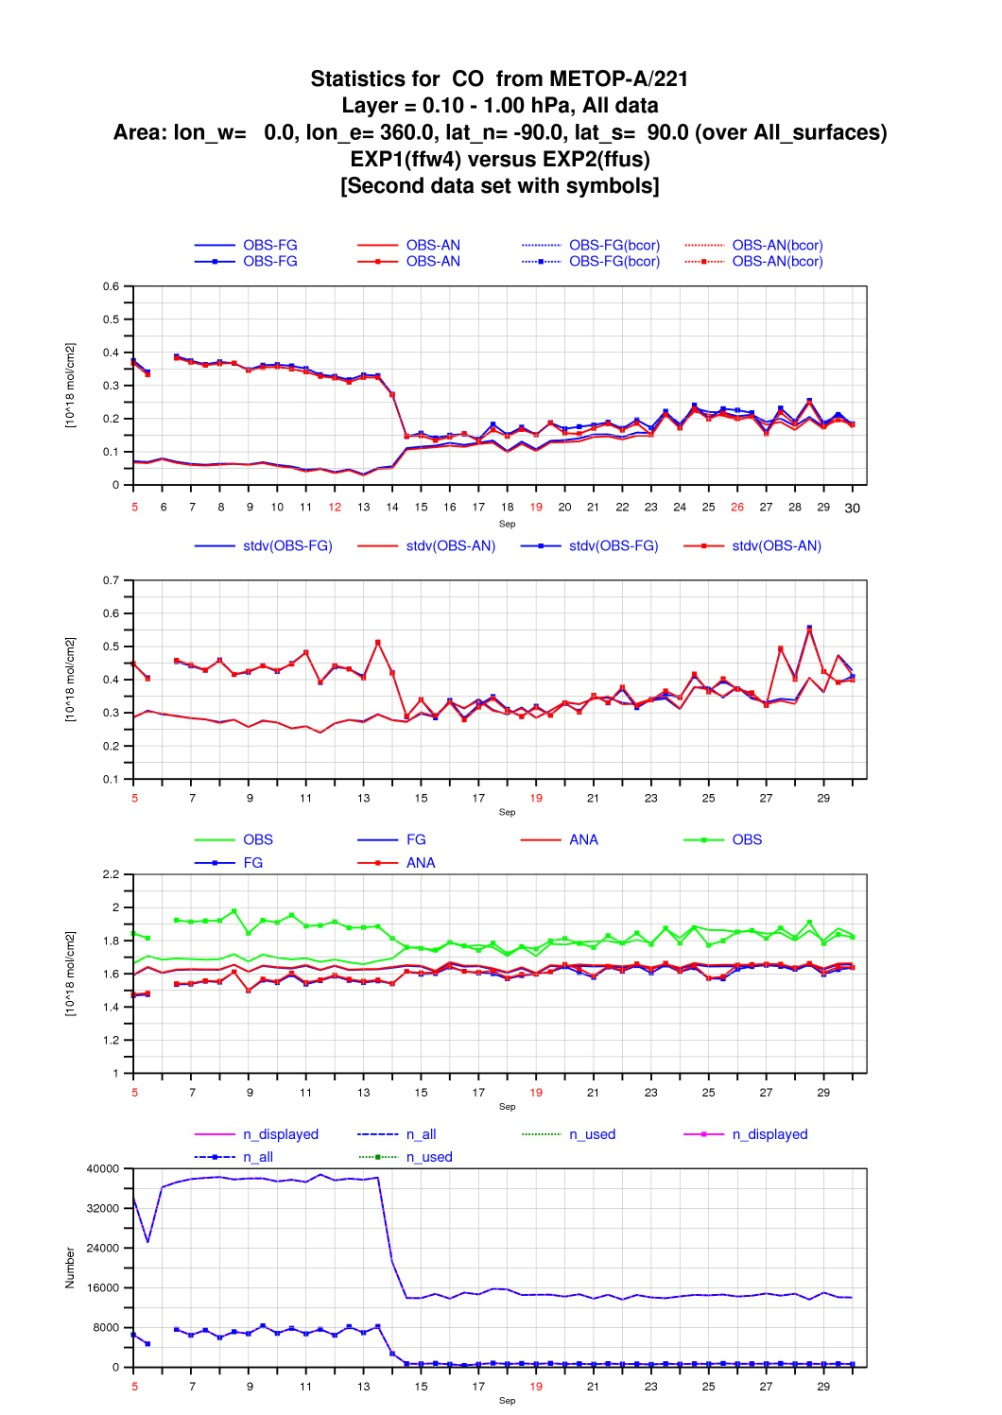 Statistics for CO from METOP-A/221
Layer = 0.10 - 1.00 hPa, All data
Area: lon_w= 0.0, lon_e= 360.0, lat_n= -90.0, lat_s= 90.0 (over All_surfaces)
EXP1(ffw4) versus EXP2(ffus)
[Second data set with symbols]
OBS-FG OBS-AN OBS-FG(bcor) OBS-AN(bcor)
OBS-FG OBS-AN OBS-FG(bcor) OBS-AN(bcor)
[10^18 mol/cm2]
0.6
0.5
0.4
0.3
0.2
0.1
0
5 6 7 8 9 10 11 12 13 14 15 16 17 18 19 20 21 22 23 24 25 26 27 28 29 30
Sep
stdv(OBS-FG) stdv(OBS-AN) stdv(OBS-FG) stdv(OBS-AN)
[10^18 mol/cm2]
0.7
0.6
0.5
0.4
0.3
0.2
0.1
5 7 9 11 13 15 17 19 21 23 25 27 29
Sep
OBS FG ANA OBS
FG ANA
[10^18 mol/cm2]
2.2
2
1.8
1.6
1.4
1.2
1
5 7 9 11 13 15 17 19 21 23 25 27 29
Sep
n_displayed n_all n_used n_displayed
n_all n_used
Number
40000
32000
24000
16000
8000
0
5 7 9 11 13 15 17 19 21 23 25 27 29
Sep